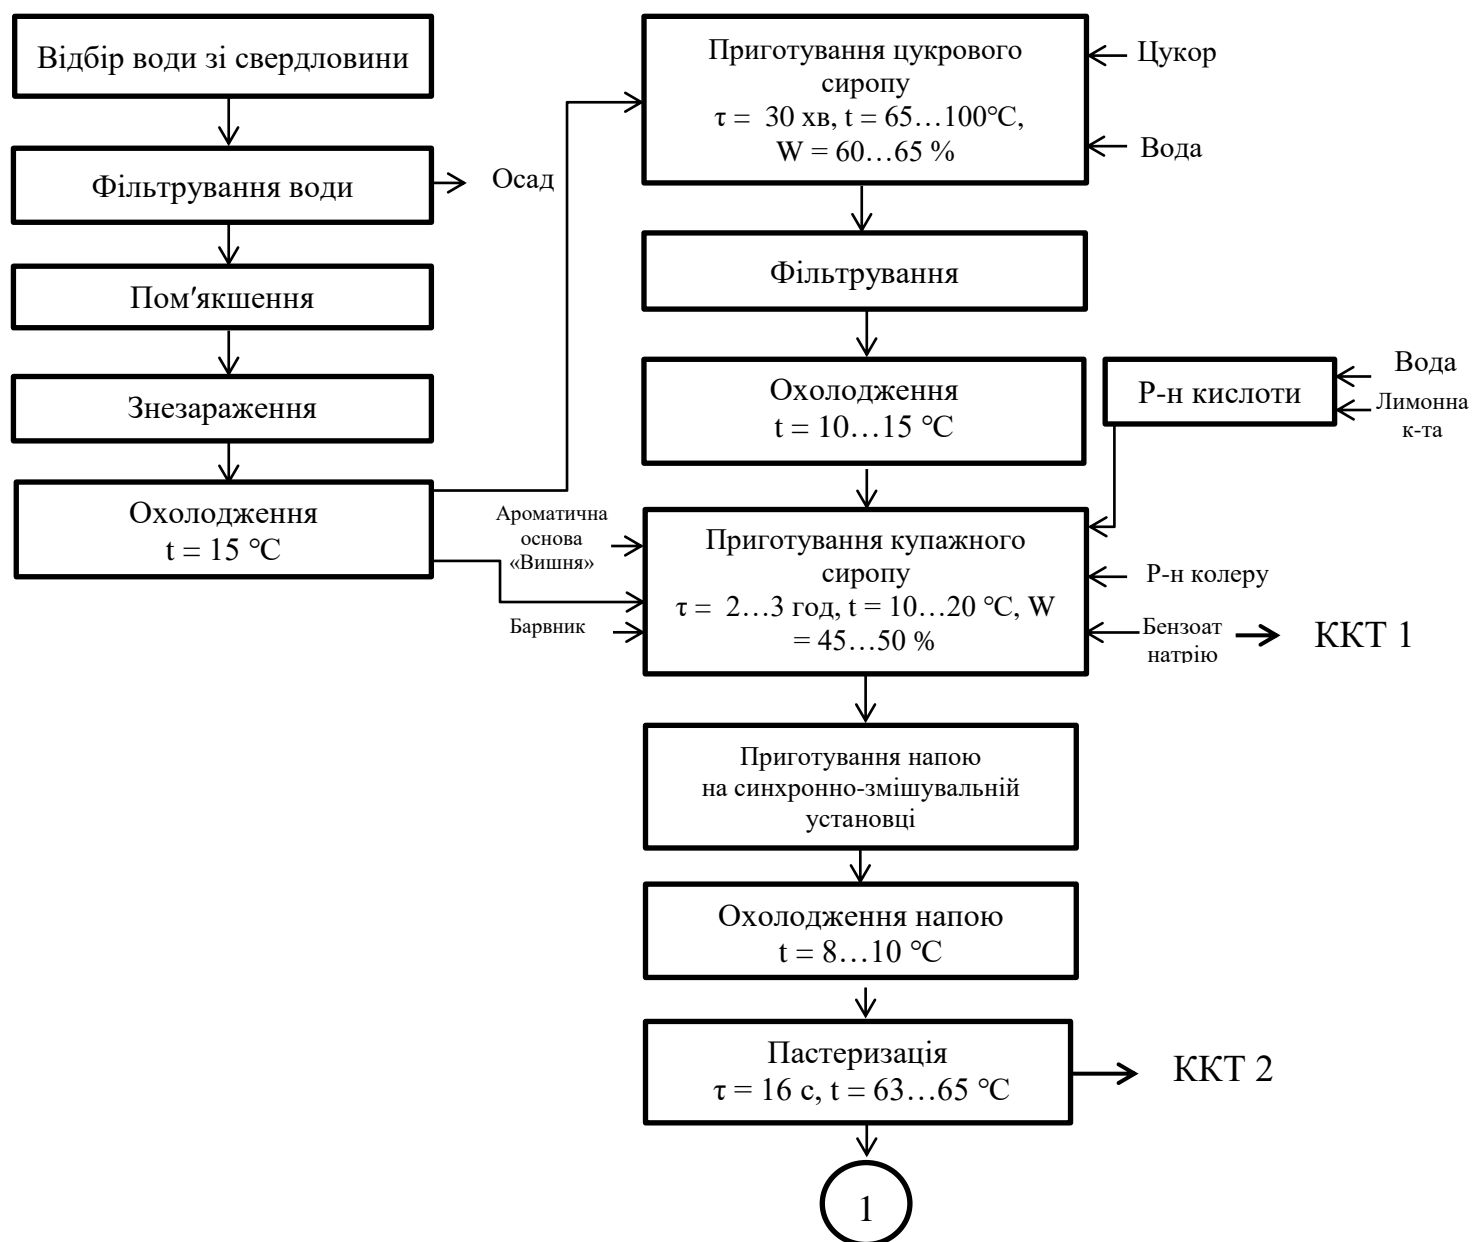 Відбір води зі свердловини
Фільтрування води
Осад
Пом'якшення
Знезараження
Охолодження
t = 15 °C
Приготування цукрового
сиропу
τ = 30 хв, t = 65…100°C,
W = 60…65 %
Цукор
Вода
Фільтрування
Охолодження
t = 10…15 °C
Р-н кислоти
Вода
Лимонна
к-та
Ароматична
основа
«Вишня»
Барвник
Приготування купажного
сиропу
τ = 2…3 год, t = 10…20 °C, W
= 45…50 %
Р-н колеру
Бензоат
натрію
ККТ 1
Приготування напою
на синхронно-змішувальній
установці
Охолодження напою
t = 8…10 °C
Пастеризація
τ = 16 с, t = 63…65 °C
ККТ 2
1